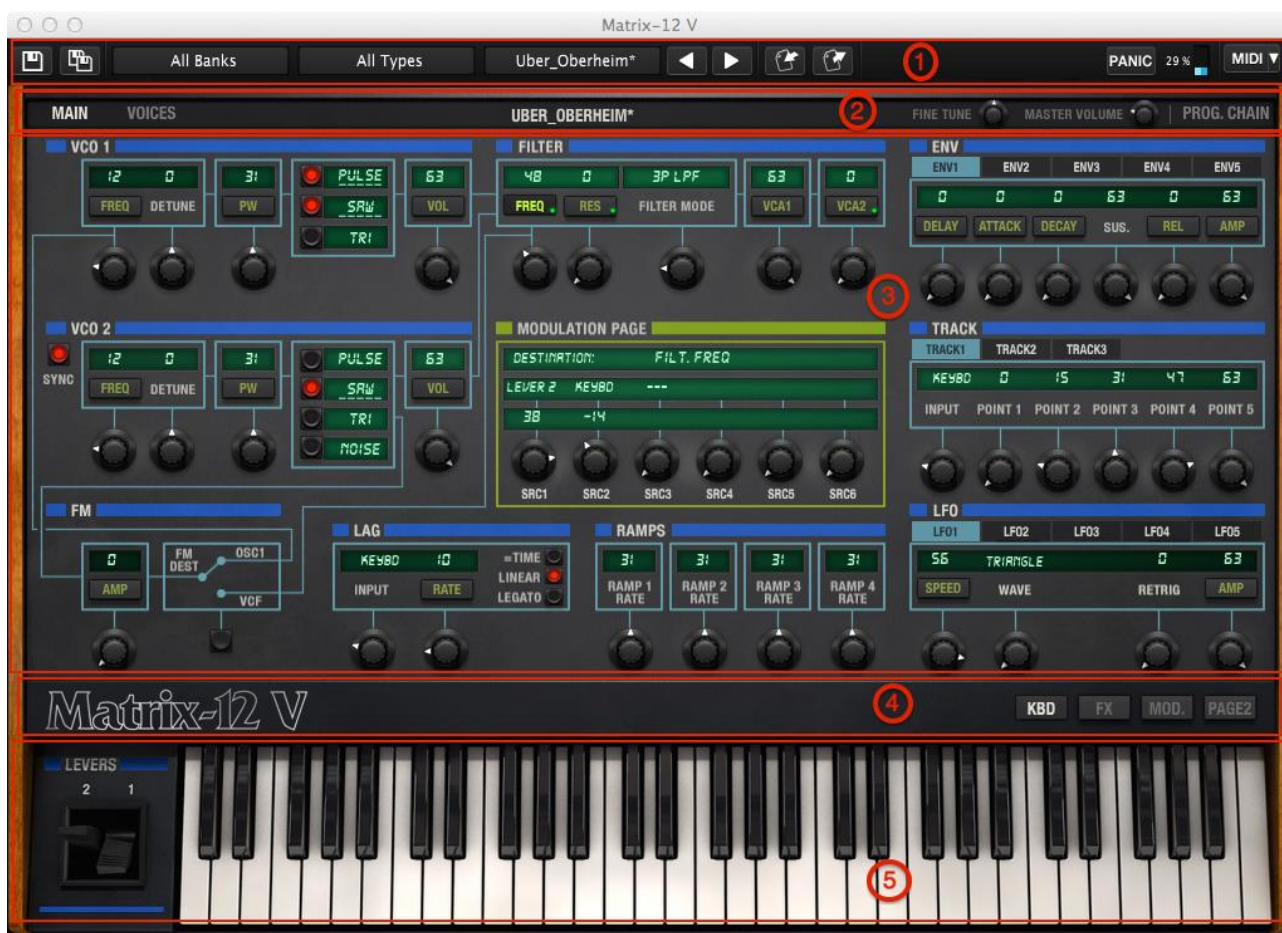 Matrix-12 V
All Banks All Types Uber_Oberheim* 1 PANIC 29 % MIDI
MAIN VOICES UBER_OBERHEIM* 2 FINE TUNE MASTER VOLUME | PROG. CHAIN
VCO 1
12 0 31 PULSE 63
FREQ DETUNE PW SAW VOL
TRI
FILTER
48 0 3P LPF 63 0
FREQ RES FILTER MODE VCA1 VCA2
ENV
ENV1 ENV2 ENV3 ENV4 ENV5
0 0 0 63 0 63
DELAY ATTACK DECAY SUS. REL AMP
3
VCO 2
SYNC
12 0 31 PULSE 63
FREQ DETUNE PW SAW VOL
TRI
NOISE
MODULATION PAGE
DESTINATION: FILT. FREQ
LEVER 2 KEYBD ---
38 -14
SRC1 SRC2 SRC3 SRC4 SRC5 SRC6
TRACK
TRACK1 TRACK2 TRACK3
KEYBD 0 15 31 47 63
INPUT POINT 1 POINT 2 POINT 3 POINT 4 POINT 5
FM
0
AMP
FM DEST
OSC1
VCF
LAG
KEYBD 10
INPUT RATE
=TIME
LINEAR
LEGATO
RAMPS
31 31 31 31
RAMP 1 RATE RAMP 2 RATE RAMP 3 RATE RAMP 4 RATE
LFO
LFO1 LFO2 LFO3 LFO4 LFO5
56 TRIANGLE 0 63
SPEED WAVE RETRIG AMP
Matrix-12 V 4 KBD FX MOD. PAGE2
LEVERS
2 1
5